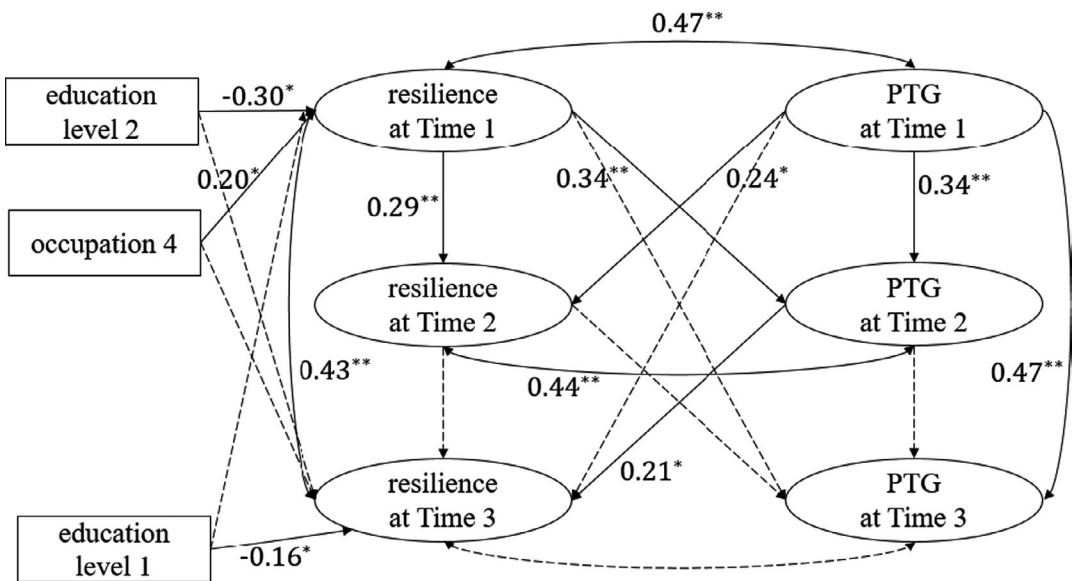 0.47**
education
level 2
-0.30*
resilience
at Time 1
PTG
at Time 1
0.20*
0.34**
0.24*
0.34**
0.29**
occupation 4
resilience
at Time 2
PTG
at Time 2
0.43**
0.44**
0.47**
0.21*
resilience
at Time 3
PTG
at Time 3
education
level 1
-0.16*